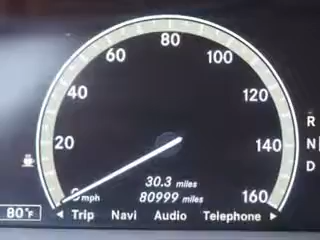 80
60 100
40 120
20 140
R
N
D
0 mph 160
30.3 miles
80999 miles
80°F
Trip Navi Audio Telephone